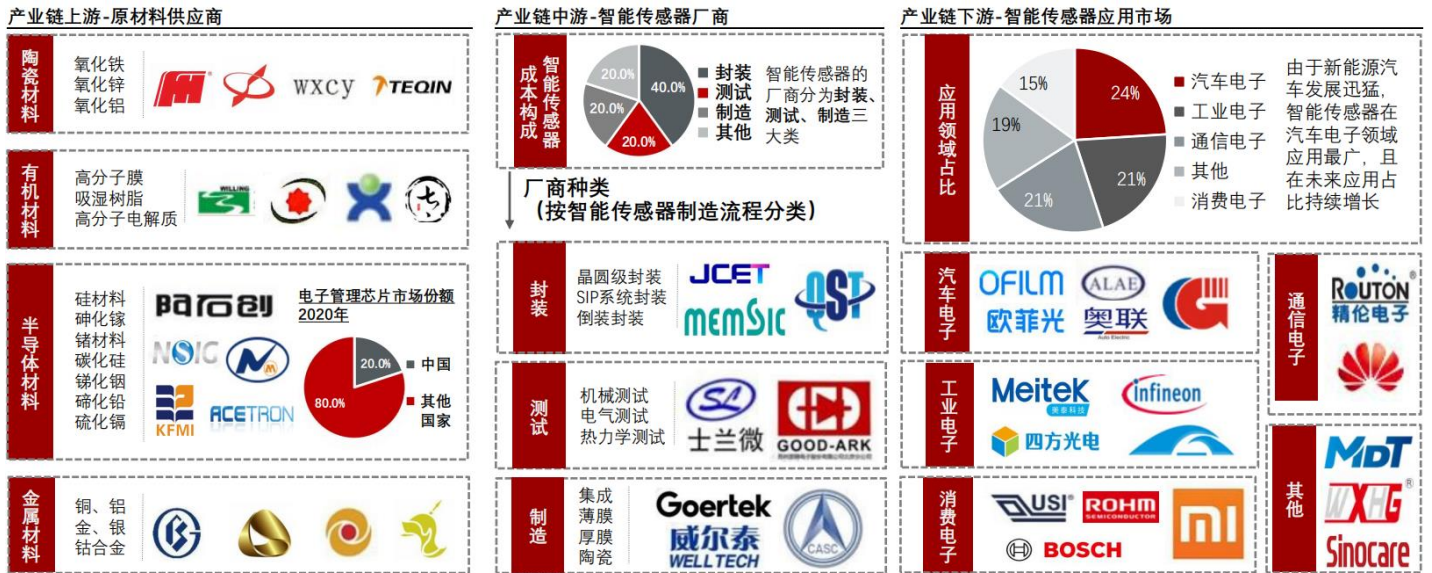 产业链上游-原材料供应商
陶瓷材料
氧化铁
氧化锌
氧化铝
WXCY
TEQIN
有机材料
高分子膜
吸湿树脂
高分子电解质
WILLING
半导体材料
硅材料
砷化镓
锗材料
碳化硅
锑化铟
碲化铅
硫化镉
阿石创
NSIG
KFMI
ACETRON
电子管理芯片市场份额
2020年
20.0%
80.0%
中国
其他
国家
金属材料
铜、铝
金、银
钴合金
产业链中游-智能传感器厂商
智能传感器
成本构成
20.0%
40.0%
20.0%
20.0%
封装
测试
制造
其他
智能传感器的
厂商分为封装、
测试、制造三
大类
厂商种类
（按智能传感器制造流程分类）
封装
晶圆级封装
SIP系统封装
倒装封装
JCET
MEMSIC
QST
测试
机械测试
电气测试
热力学测试
SL
士兰微
GOOD-ARK
制造
集成
薄膜
厚膜
陶瓷
Goertek
威尔泰
WELLTECH
CASC
产业链下游-智能传感器应用市场
应用领域占比
15%
24%
19%
21%
21%
汽车电子
工业电子
通信电子
其他
消费电子
由于新能源汽
车发展迅猛，
智能传感器在
汽车电子领域
应用最广，且
在未来应用占
比持续增长
汽车电子
OFILM
欧菲光
ALAE
奥联
Auto Electric
工业电子
Meitek
美泰科技
infineon
四方光电
消费电子
USI®
ROHM
SEMICONDUCTOR
BOSCH
mi
通信电子
ROUTON®
精伦电子
其他
MDT
WXHG®
Sinocare